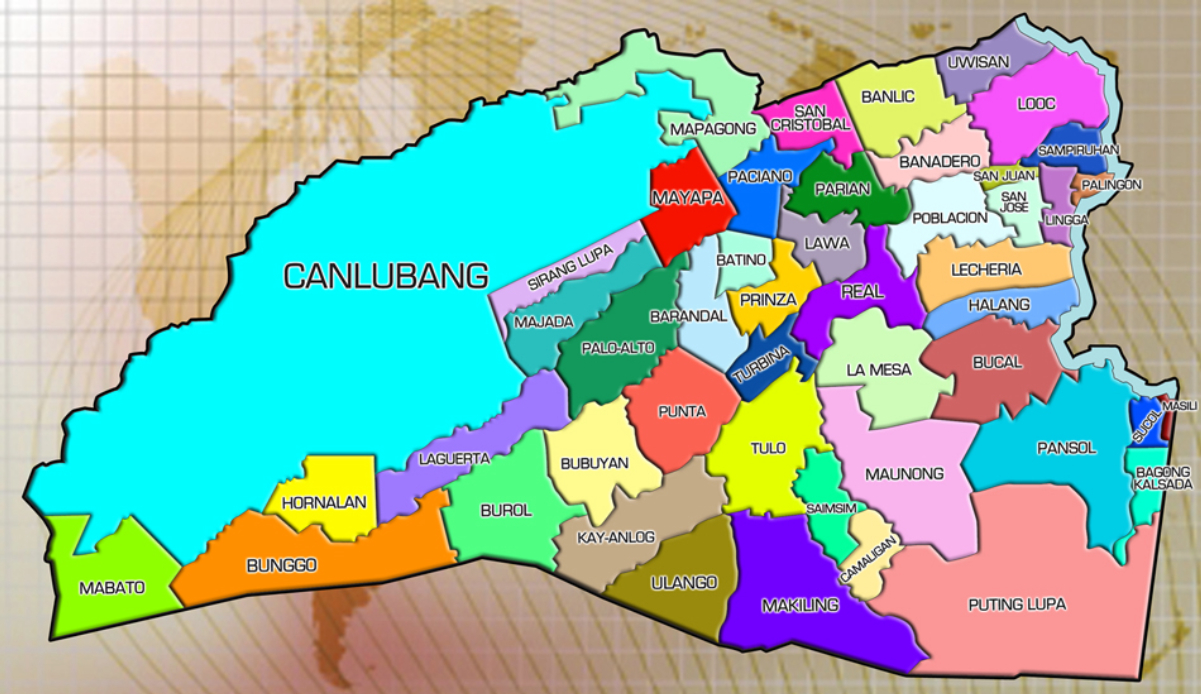 UWISAN
BANLIC
LOOC
SAN
CRISTOBAL
MAPAGONG
SAMPIRUHAN
BANADERO
PACIANO
SAN JUAN
PALINGON
PARIAN
MAYAPA
SAN
JOSE
POBLACION
LINGGA
LAWA
SIRANG LUPA
BATINO
LECHERIA
CANLUBANG
REAL
PRINZA
HALANG
BARANDAL
MAJADA
PALO-ALTO
TURBINA
BUCAL
LA MESA
MASILI
PUNTA
SUCOL
TULO
PANSOL
LAGUERTA
BUBUYAN
MAUNONG
BAGONG
KALSADA
HORNALAN
BUROL
SAIMSIM
KAY-ANLOG
BUNGGO
CAMALIGAN
ULANGO
MABATO
MAKILING
PUTING LUPA